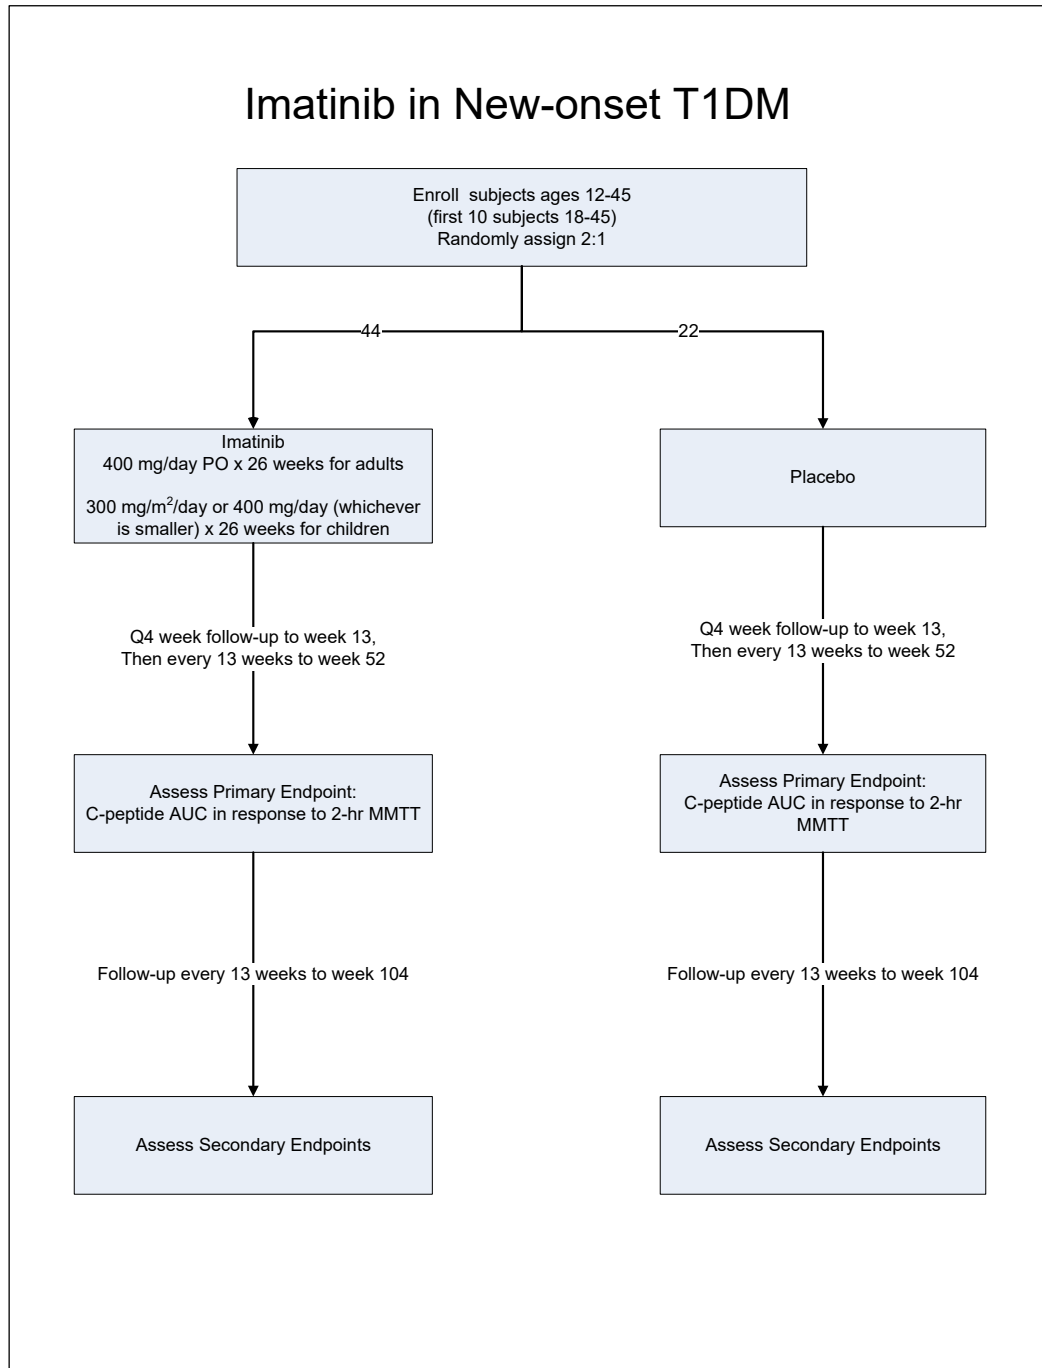 Imatinib in New-onset T1DM
Enroll  subjects ages 12-45
(first 10 subjects 18-45)
Randomly assign 2:1
44
22
Imatinib
400 mg/day PO x 26 weeks for adults
300 mg/m²/day or 400 mg/day (whichever
is smaller) x 26 weeks for children
Placebo
Q4 week follow-up to week 13,
Then every 13 weeks to week 52
Q4 week follow-up to week 13,
Then every 13 weeks to week 52
Assess Primary Endpoint:
C-peptide AUC in response to 2-hr MMTT
Assess Primary Endpoint:
C-peptide AUC in response to 2-hr
MMTT
Follow-up every 13 weeks to week 104
Follow-up every 13 weeks to week 104
Assess Secondary Endpoints
Assess Secondary Endpoints